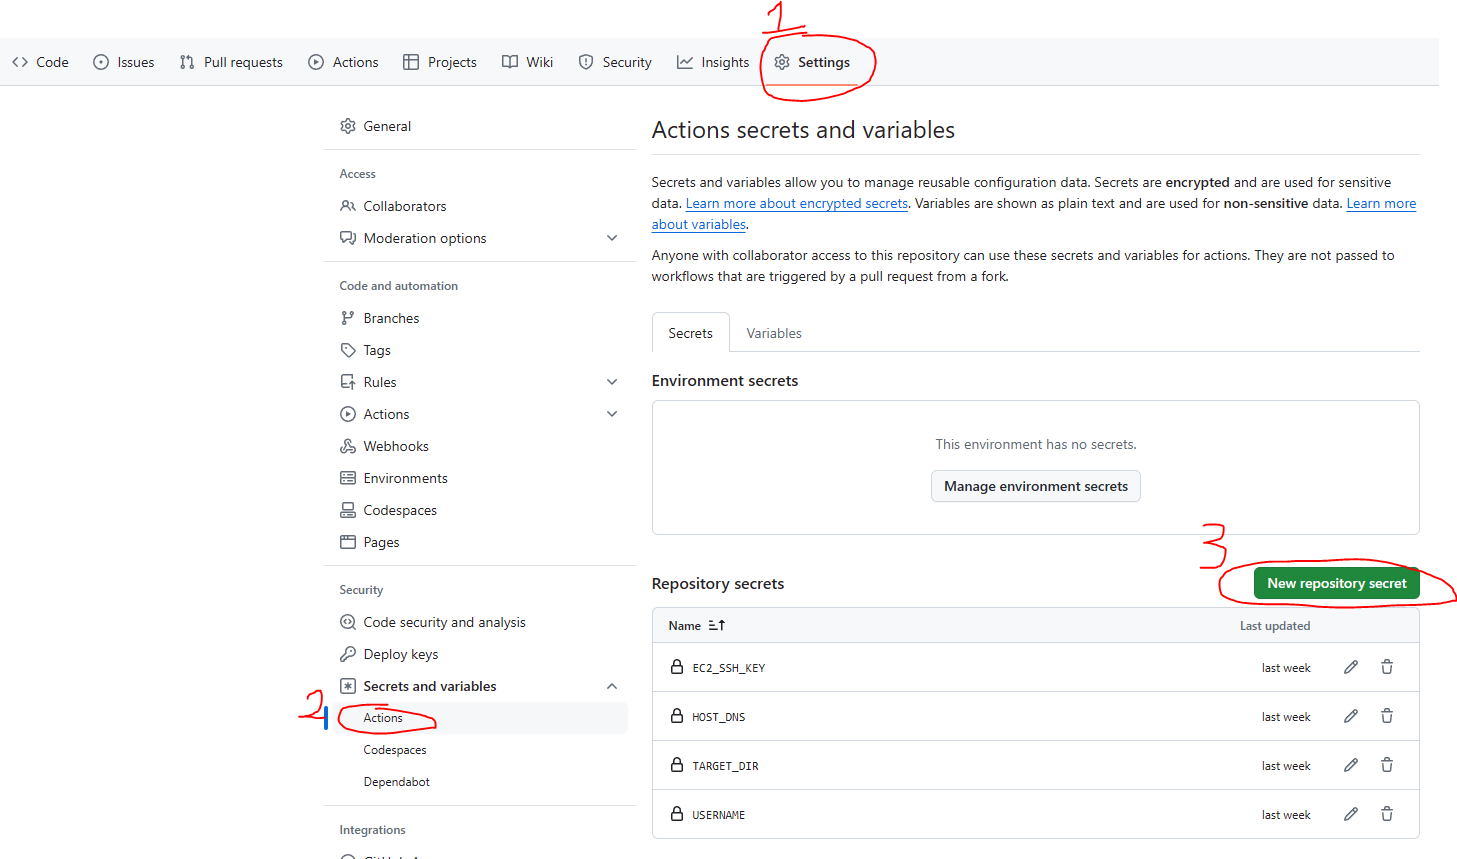 1
Code Issues Pull requests Actions Projects Wiki Security Insights Settings
General
Access
Collaborators
Moderation options
Code and automation
Branches
Tags
Rules
Actions
Webhooks
Environments
Codespaces
Pages
Security
Code security and analysis
Deploy keys
Secrets and variables
2
Actions
Codespaces
Dependabot
Integrations
Actions secrets and variables
Secrets and variables allow you to manage reusable configuration data. Secrets are encrypted and are used for sensitive
data. Learn more about encrypted secrets. Variables are shown as plain text and are used for non-sensitive data. Learn more
about variables.
Anyone with collaborator access to this repository can use these secrets and variables for actions. They are not passed to
workflows that are triggered by a pull request from a fork.
Secrets Variables
Environment secrets
This environment has no secrets.
Manage environment secrets
3
Repository secrets New repository secret
Name Last updated
EC2_SSH_KEY last week
HOST_DNS last week
TARGET_DIR last week
USERNAME last week